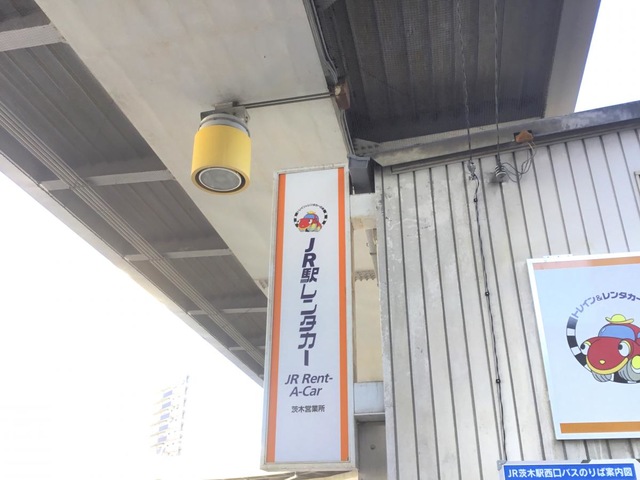 JR駅レンタカー
JR Rent-
A-Car
茨木営業所
トレイン&レンタカー
JR茨木駅西口バスのりば案内図